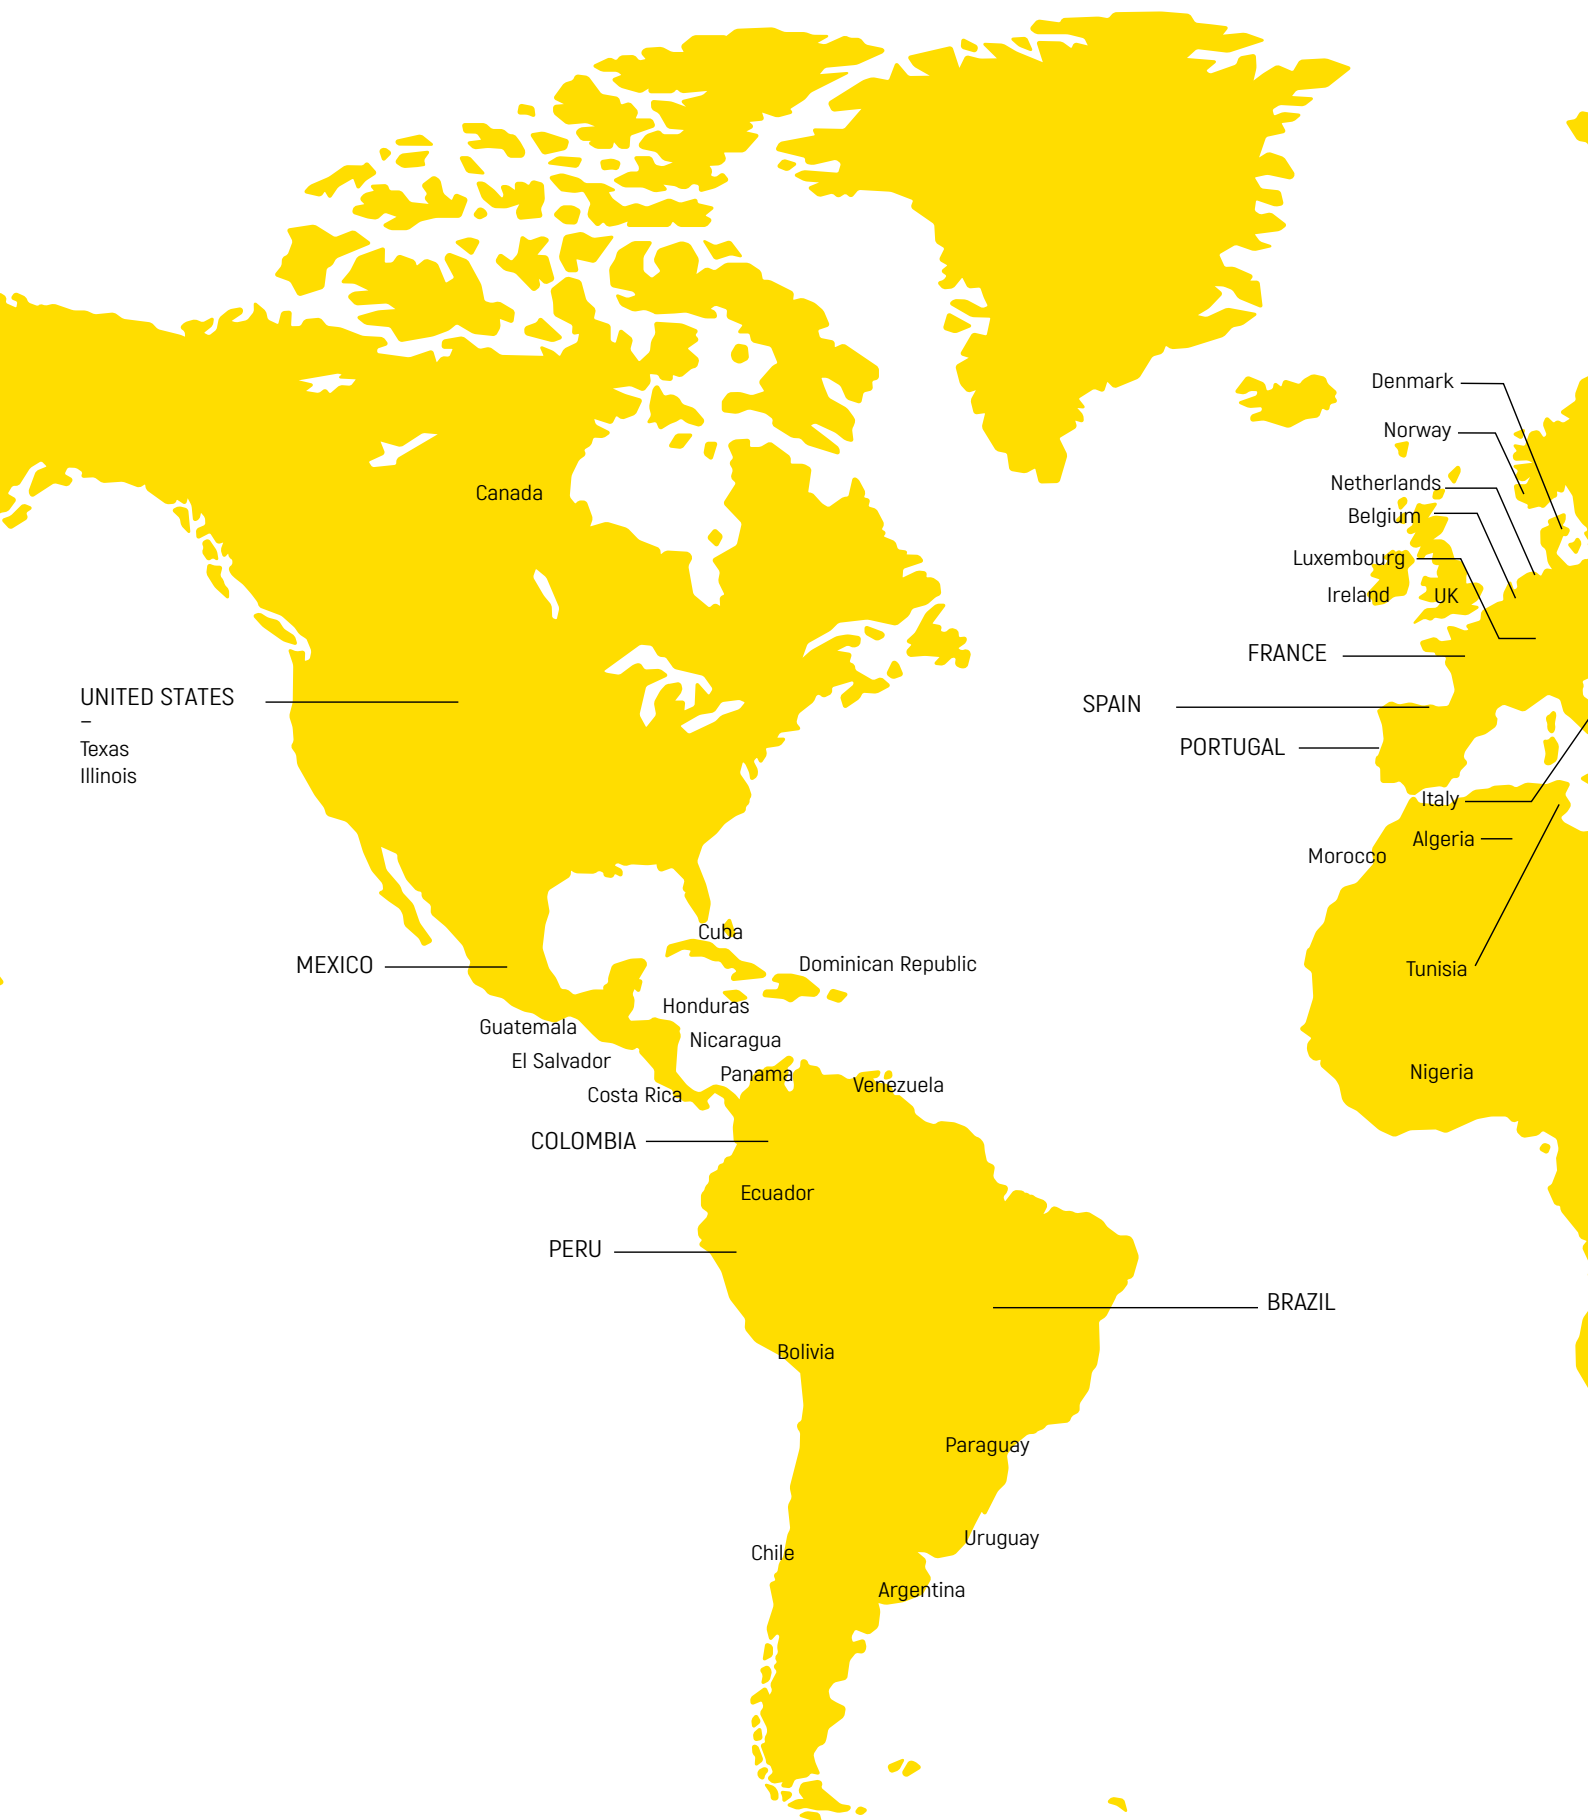 Denmark
Norway
Netherlands
Canada
Belgium
Luxembourg
Ireland
UK
FRANCE
UNITED STATES
–
Texas
Illinois
SPAIN
PORTUGAL
Italy
Algeria
Morocco
Cuba
MEXICO
Dominican Republic
Tunisia
Honduras
Guatemala
Nicaragua
El Salvador
Panama
Nigeria
Venezuela
Costa Rica
COLOMBIA
Ecuador
PERU
BRAZIL
Bolivia
Paraguay
Uruguay
Chile
Argentina